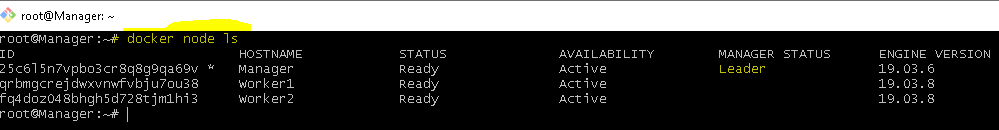 root@Manager: ~
root@Manager:~# docker node ls
ID HOSTNAME STATUS AVAILABILITY MANAGER STATUS ENGINE VERSION
25c6l5n7vpbo3cr8q8g9qa69v * Manager Ready Active Leader 19.03.6
qrbmgcrejdwxvnwfvbju7ou38 Worker1 Ready Active 19.03.8
fq4doz048bhgh5d728tjm1hi3 Worker2 Ready Active 19.03.8
root@Manager:~#